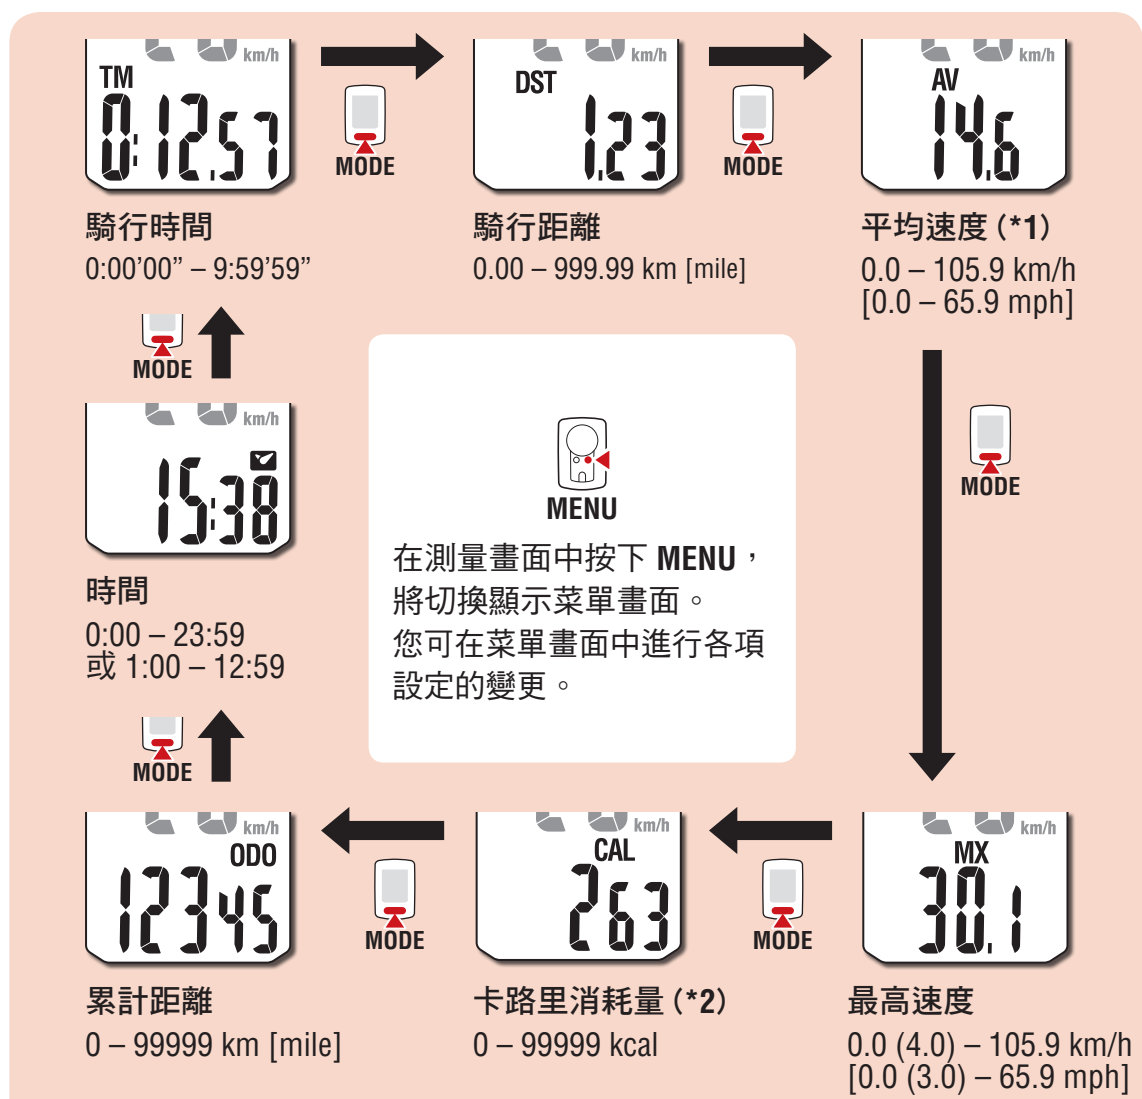 km/h
TM
0:12.57
MODE
騎行時間
0:00'00” – 9:59'59”
km/h
DST
1.23
MODE
騎行距離
0.00 – 999.99 km [mile]
km/h
AV
14.6
平均速度 (*1)
0.0 – 105.9 km/h
[0.0 – 65.9 mph]
MODE
MODE
km/h
15:38
時間
0:00 – 23:59
或 1:00 – 12:59
MODE
MENU
在測量畫面中按下 MENU，
將切換顯示菜單畫面。
您可在菜單畫面中進行各項
設定的變更。
km/h
ODO
12345
MODE
累計距離
0 – 99999 km [mile]
km/h
CAL
263
MODE
卡路里消耗量 (*2)
0 – 99999 kcal
km/h
MX
30.1
最高速度
0.0 (4.0) – 105.9 km/h
[0.0 (3.0) – 65.9 mph]